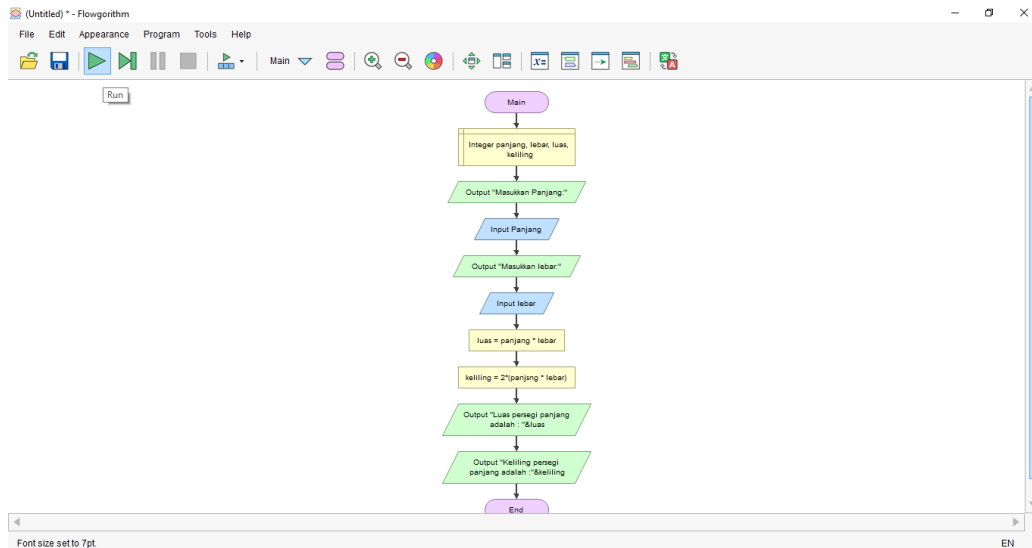 (Untitled) * - Flowgorithm
File Edit Appearance Program Tools Help
Main
x=
Run
Main
Integer panjang, lebar, luas,
keliling
Output "Masukkan Panjang:"
Input Panjang
Output "Masukkan lebar:"
Input lebar
luas = panjang * lebar
keliling = 2*(panjsng * lebar)
Output "Luas persegi panjang
adalah : "&luas
Output "Keliling persegi
panjang adalah :"&keliling
End
Font size set to 7pt.
EN